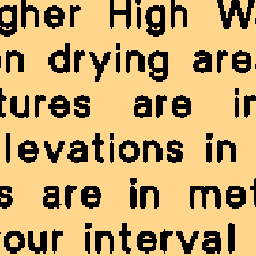 gher High Wa
n drying area
tures are in
levations in
s are in met
our interval